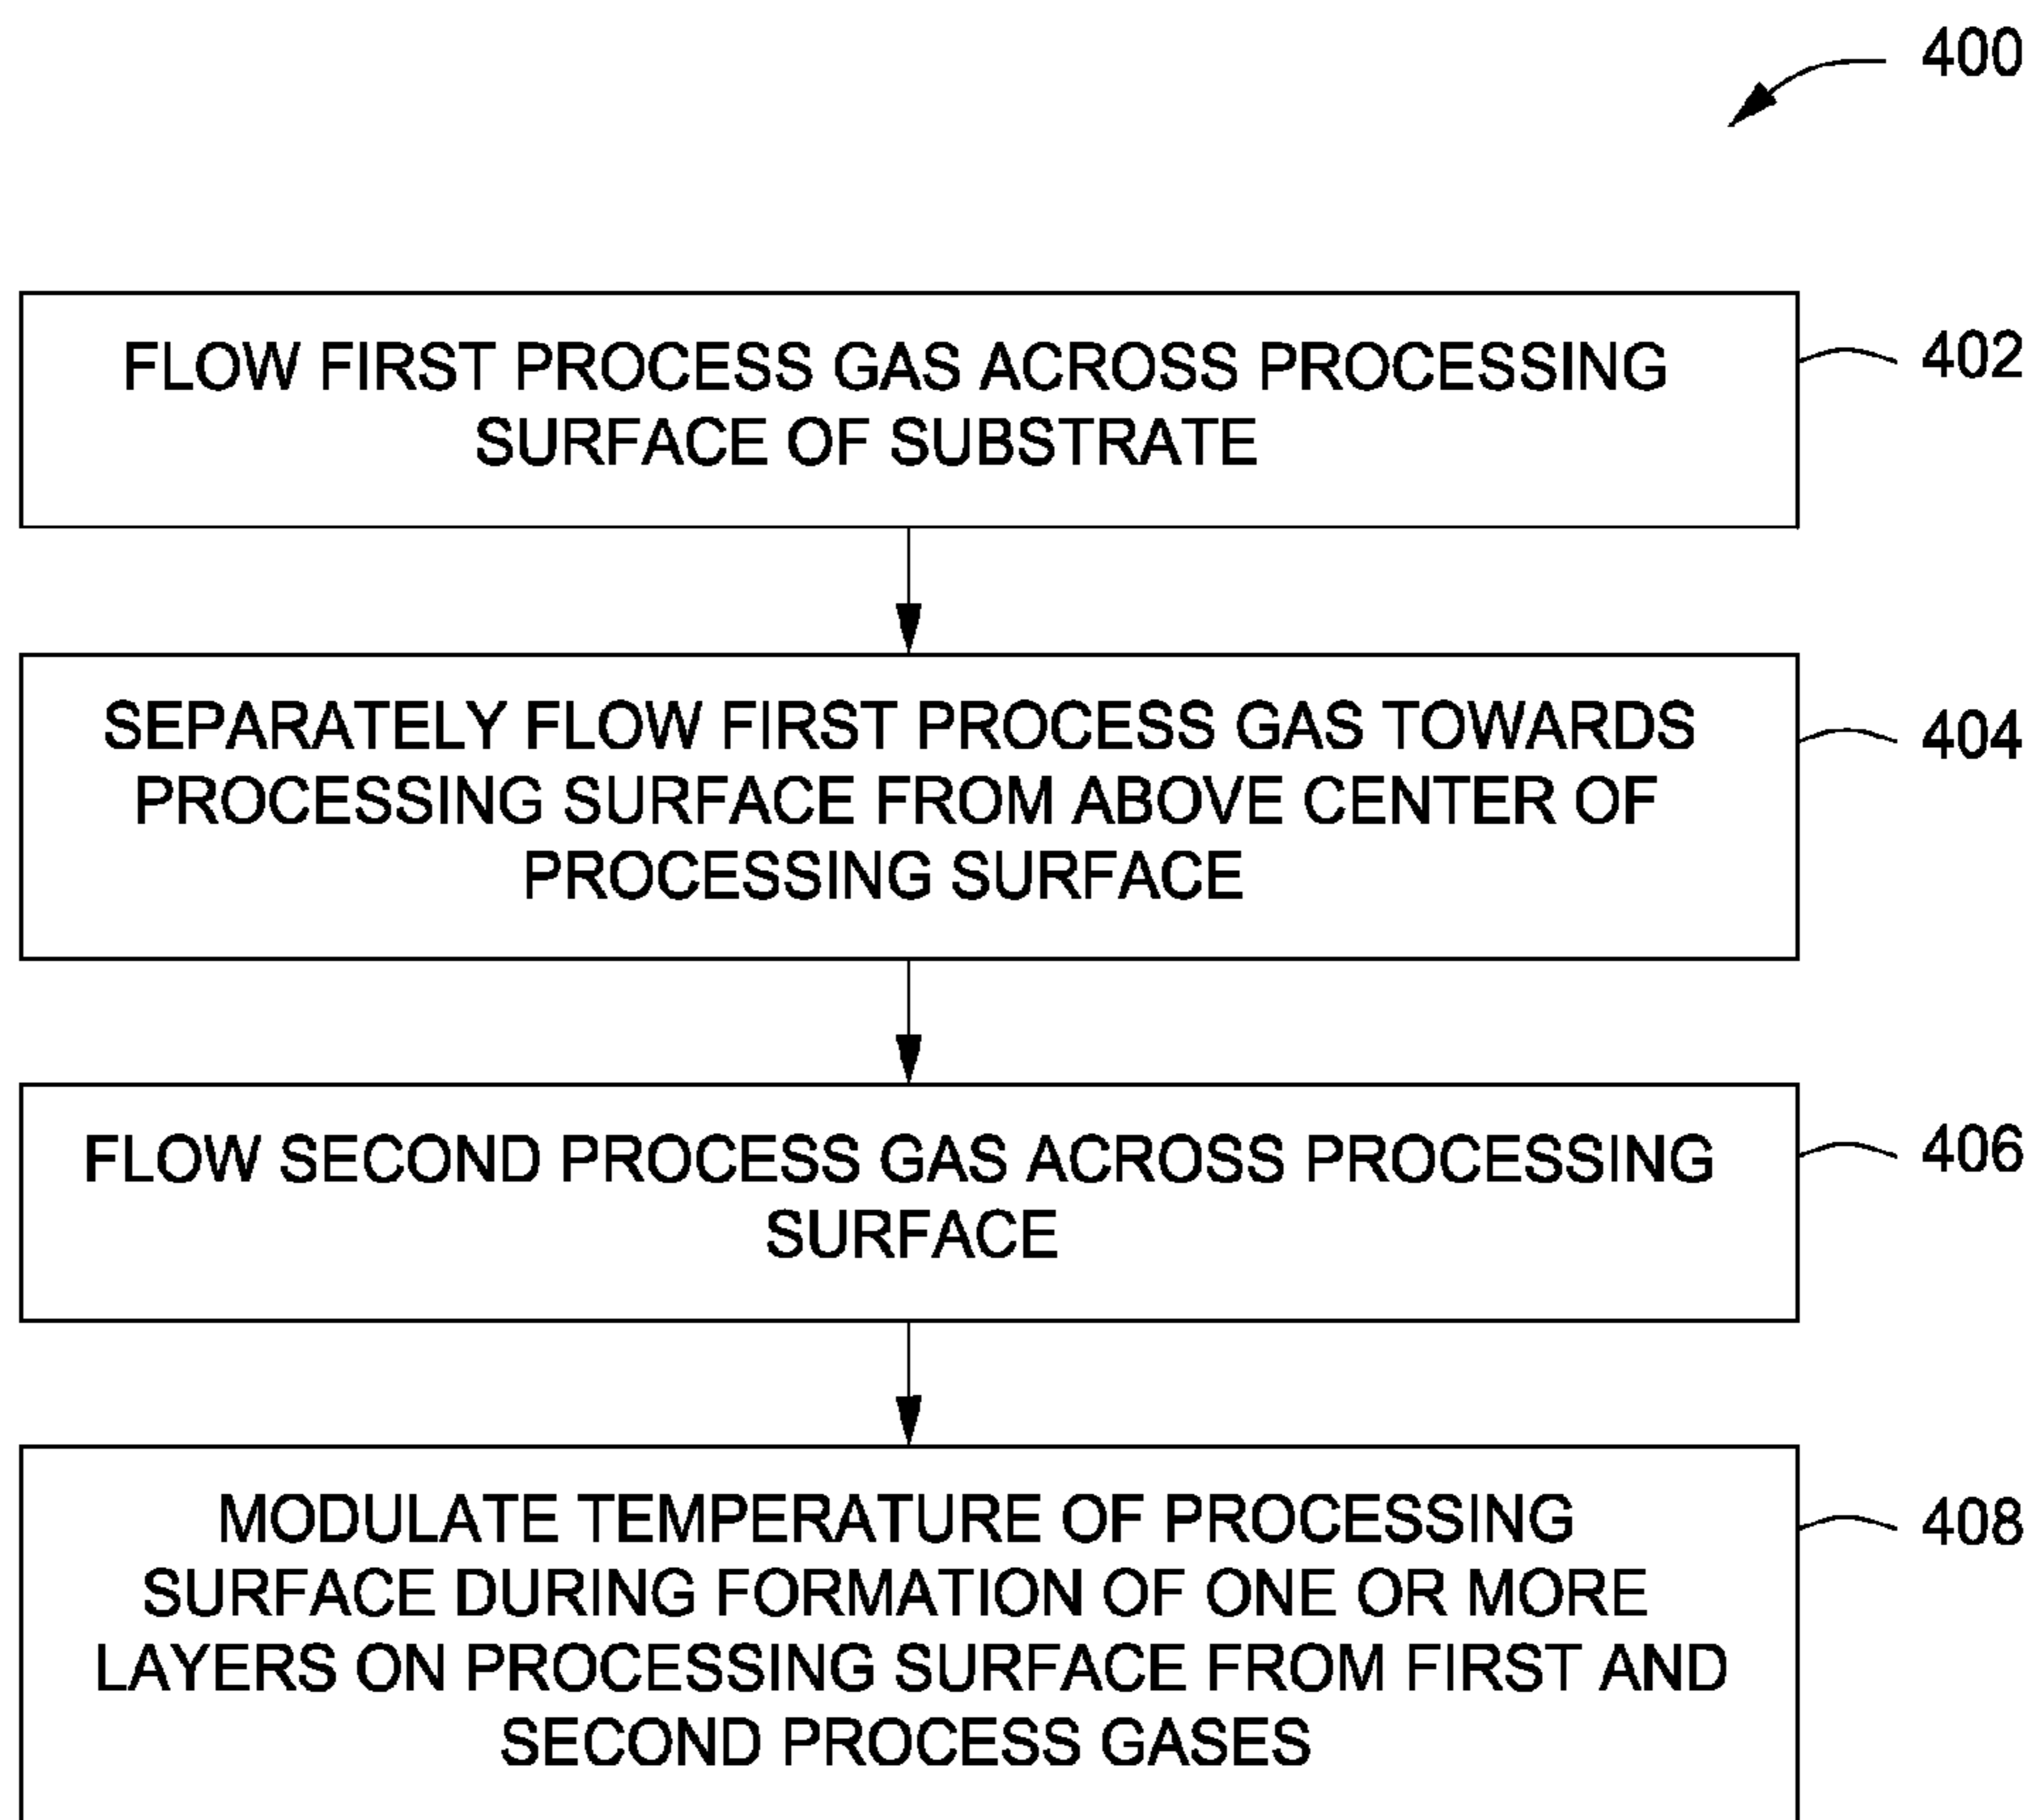 400
FLOW FIRST PROCESS GAS ACROSS PROCESSING
SURFACE OF SUBSTRATE
402
SEPARATELY FLOW FIRST PROCESS GAS TOWARDS
PROCESSING SURFACE FROM ABOVE CENTER OF
PROCESSING SURFACE
404
FLOW SECOND PROCESS GAS ACROSS PROCESSING
SURFACE
406
MODULATE TEMPERATURE OF PROCESSING
SURFACE DURING FORMATION OF ONE OR MORE
LAYERS ON PROCESSING SURFACE FROM FIRST AND
SECOND PROCESS GASES
408